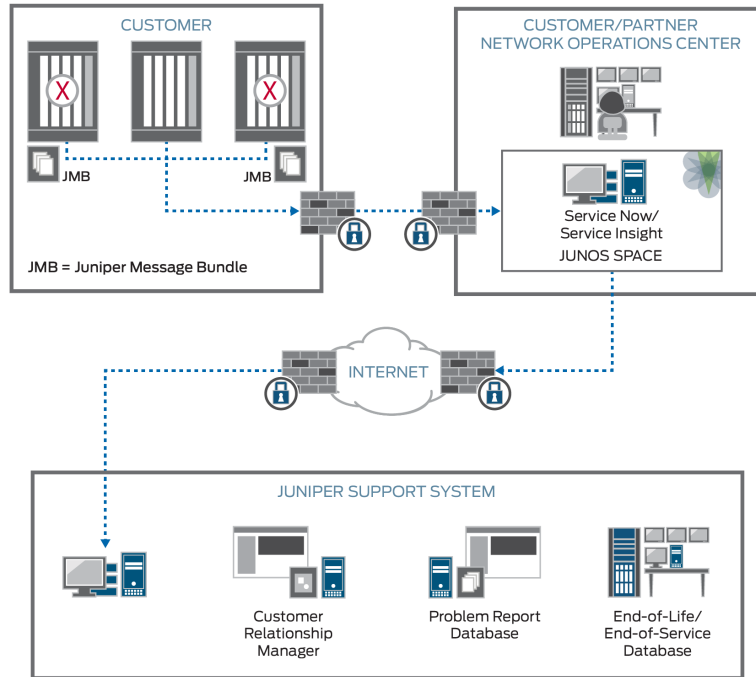 CUSTOMER
X
X
JMB
JMB
JMB = Juniper Message Bundle
CUSTOMER/PARTNER
NETWORK OPERATIONS CENTER
Service Now/
Service Insight
JUNOS SPACE
INTERNET
JUNIPER SUPPORT SYSTEM
Customer
Relationship
Manager
Problem Report
Database
End-of-Life/
End-of-Service
Database